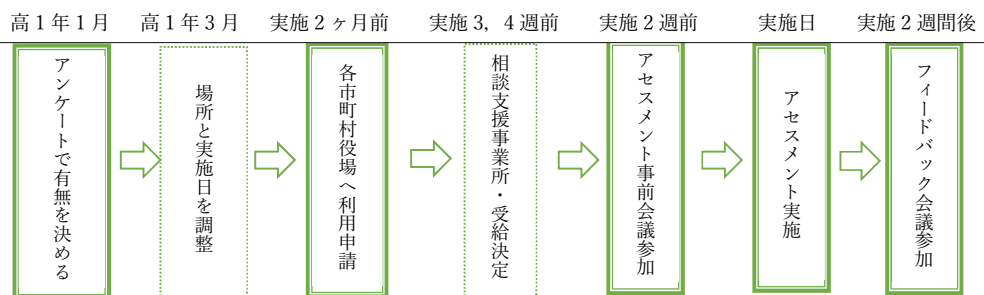 高1年1月
高1年3月
実施2ヶ月前
実施3，4週前
実施2週前
実施日
実施2週間後
アンケートで有無を決める
場所と実施日を調整
各市町村役場へ利用申請
相談支援事業所・受給決定
アセスメント事前会議参加
アセスメント実施
フィードバック会議参加